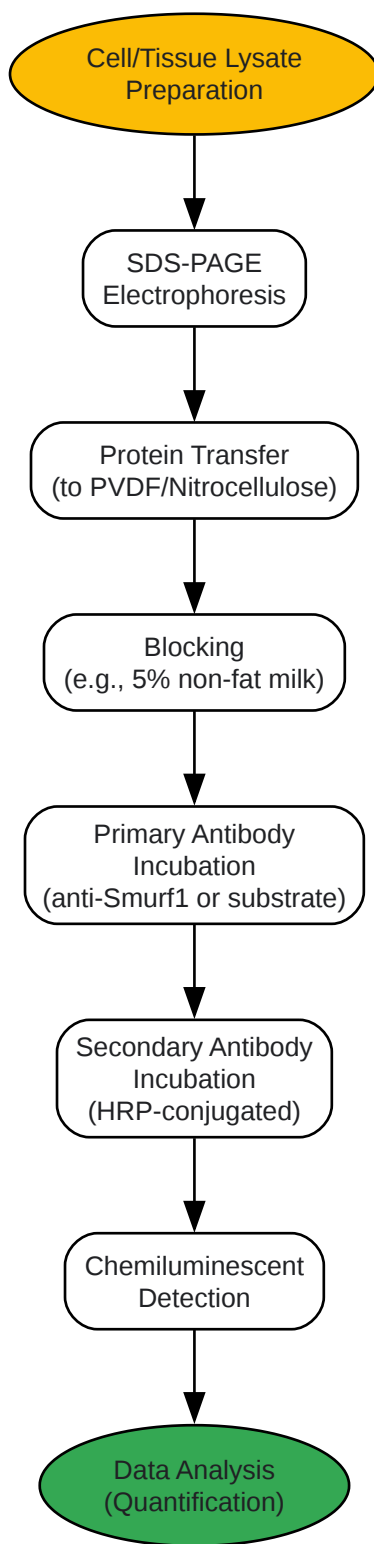 Cell/Tissue Lysate
Preparation
SDS-PAGE
Electrophoresis
Protein Transfer
(to PVDF/Nitrocellulose)
Blocking
(e.g., 5% non-fat milk)
Primary Antibody
Incubation
(anti-Smurf1 or substrate)
Secondary Antibody
Incubation
(HRP-conjugated)
Chemiluminescent
Detection
Data Analysis
(Quantification)